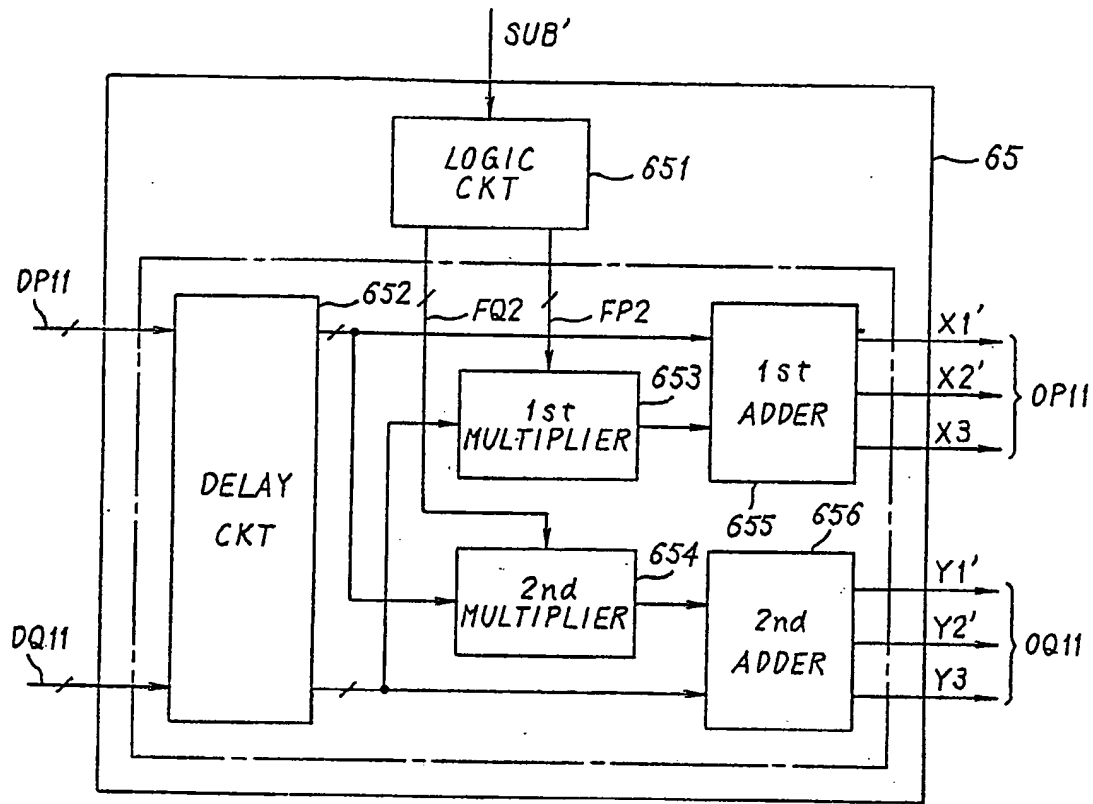 SUB'
LOGIC
CKT
651
65
DP11
652
FQ2
FP2
X1'
653
1st
MULTIPLIER
1st
ADDER
X2'
OP11
X3
DELAY
CKT
655
656
654
2nd
MULTIPLIER
2nd
ADDER
Y1'
DQ11
Y2'
OQ11
Y3